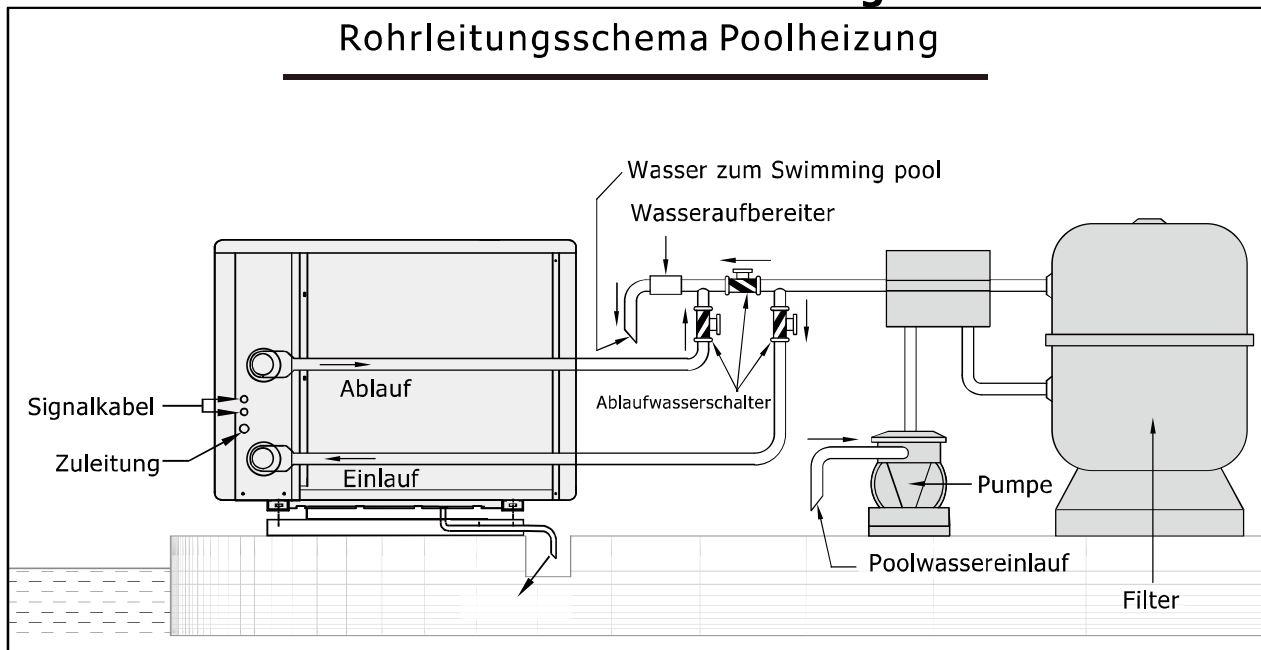 Rohrleitungsschema Poolheizung
Wasser zum Swimming pool
Wasseraufbereiter
Ablauf
Signalkabel
Ablaufwasserschalter
Zuleitung
Einlauf
Pumpe
Poolwassereinlauf
Filter